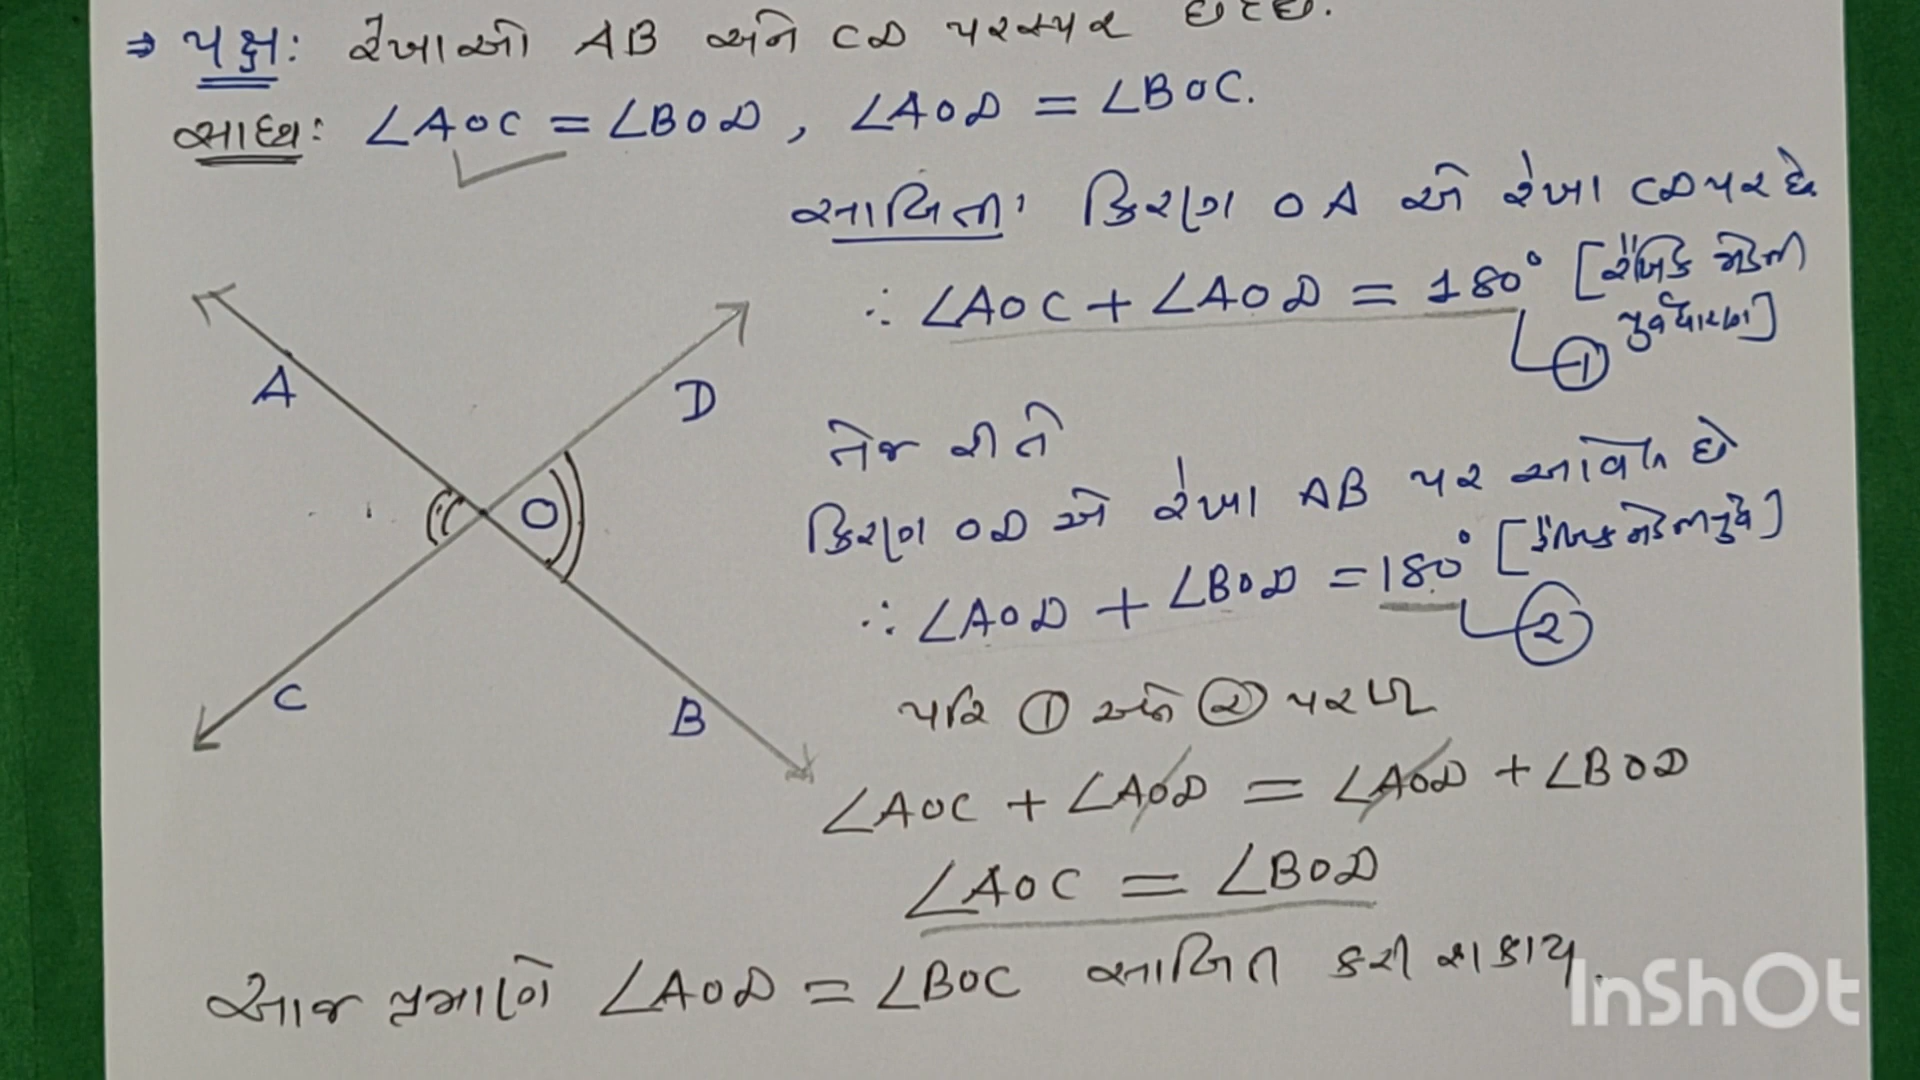 ⇒ પક્ષ: રેખાઓ AB અને CD પરસ્પર છેદેછે.
સાધ્ય: ∠AOC = ∠BOD, ∠AOD = ∠BOC.
સાબિતી: કિરણ OA એ રેખા CD પર છે
∴ ∠AOC + ∠AOD = 180° [રૈખિક જોડની
પૂર્વધારણા]
①
તેજ રીતે
કિરણ OD એ રેખા AB પર આવેલ છે
∴ ∠AOD + ∠BOD = 180° [રૈખિક
②
પરિ ① અને ② પરથી
∠AOC + ∠AOD = ∠AOD + ∠BOD
∠AOC = ∠BOD
આજ પ્રમાણે ∠AOD = ∠BOC સાબિત કરી શકાય.
A
D
O
C
B
InShOt